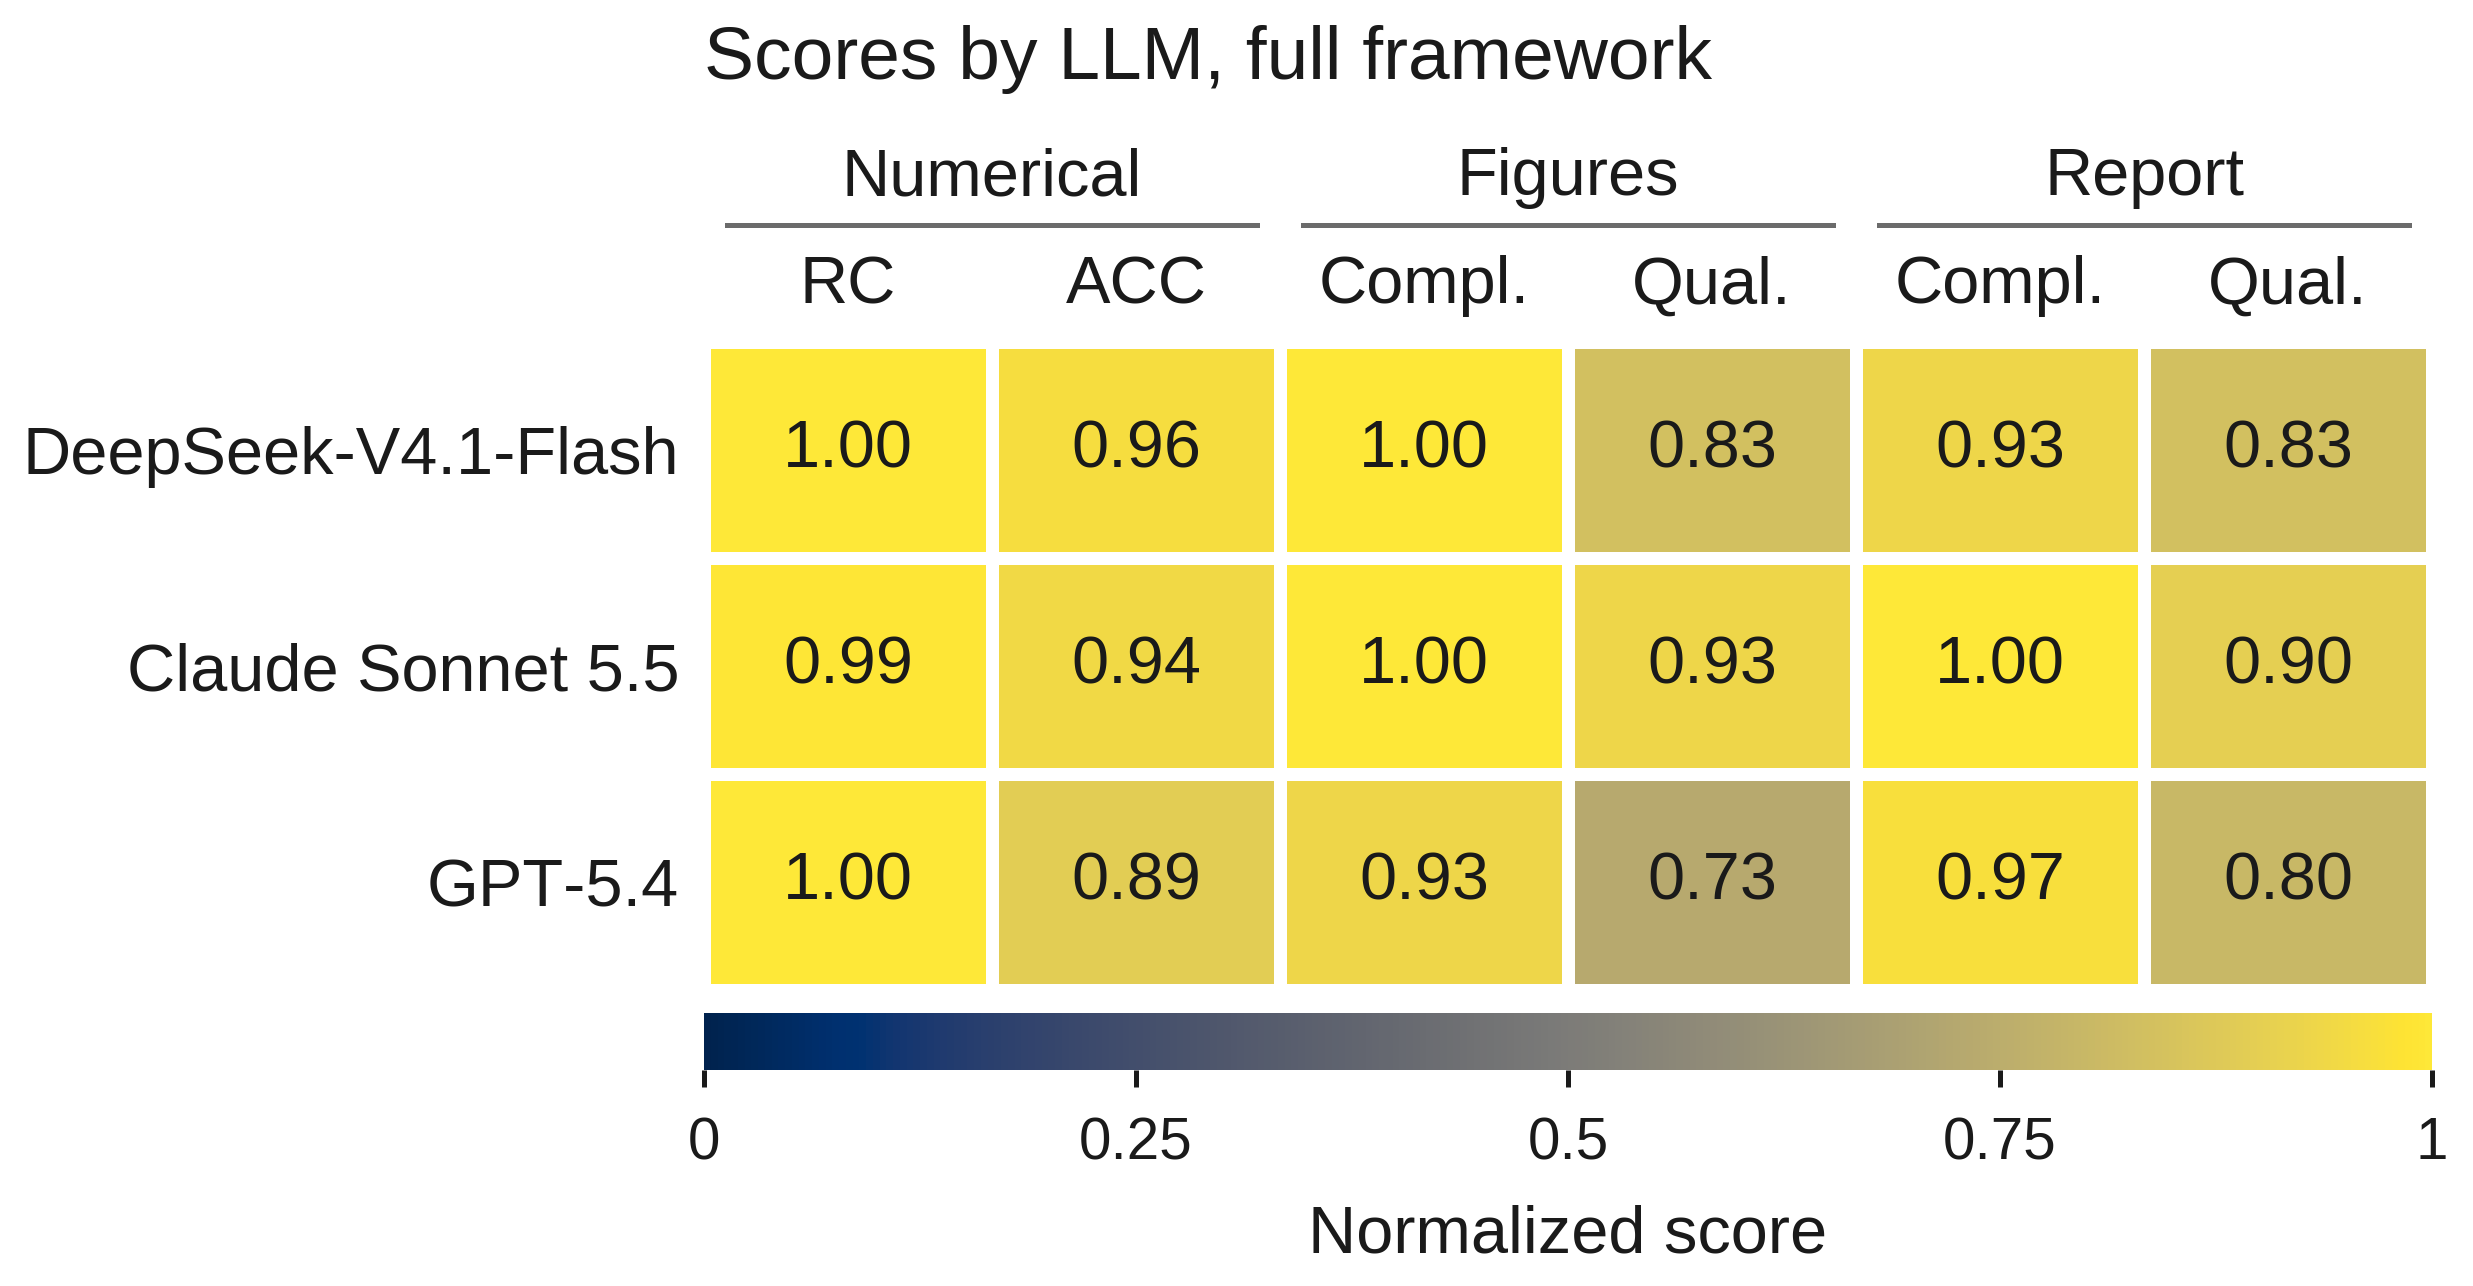 Scores by LLM, full framework
Numerical Figures Report
RC ACC Compl. Qual. Compl. Qual.
DeepSeek-V4.1-Flash 1.00 0.96 1.00 0.83 0.93 0.83
Claude Sonnet 5.5 0.99 0.94 1.00 0.93 1.00 0.90
GPT-5.4 1.00 0.89 0.93 0.73 0.97 0.80
0 0.25 0.5 0.75 1
Normalized score